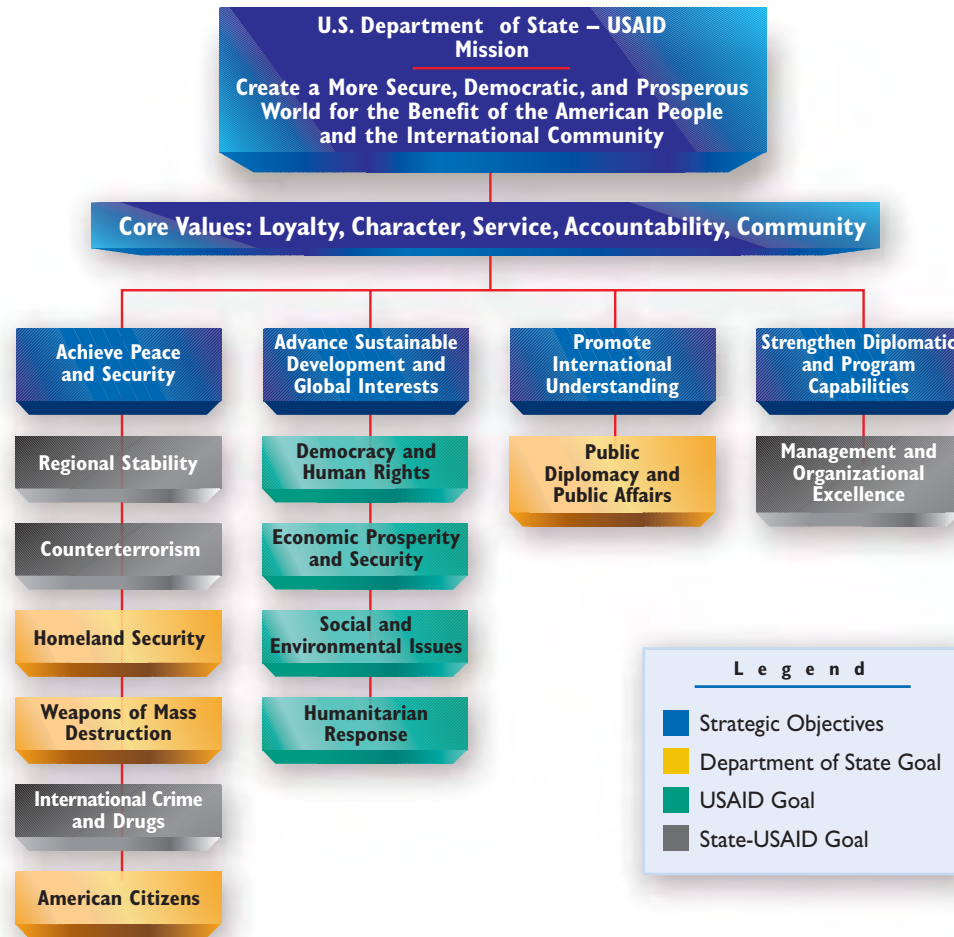 U.S. Department of State – USAID
Mission
Create a More Secure, Democratic, and Prosperous
World for the Benefit of the American People
and the International Community
Core Values: Loyalty, Character, Service, Accountability, Community
Achieve Peace
and Security
Regional Stability
Counterterrorism
Homeland Security
Weapons of Mass
Destruction
International Crime
and Drugs
American Citizens
Advance Sustainable
Development and
Global Interests
Democracy and
Human Rights
Economic Prosperity
and Security
Social and
Environmental Issues
Humanitarian
Response
Promote
International
Understanding
Public
Diplomacy and
Public Affairs
Strengthen Diplomatic
and Program
Capabilities
Management and
Organizational
Excellence
Legend
Strategic Objectives
Department of State Goal
USAID Goal
State-USAID Goal